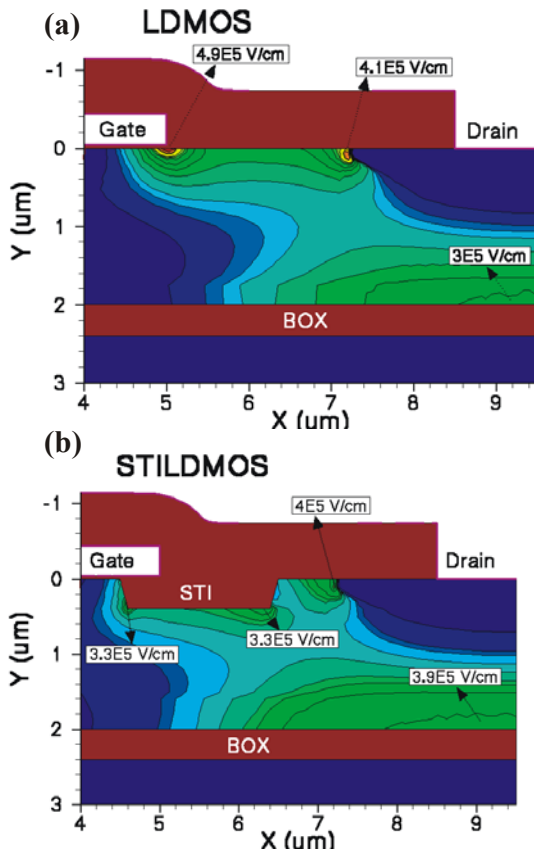 (a)
LDMOS
4.9E5 V/cm
4.1E5 V/cm
-1
Gate
Drain
0
1
3E5 V/cm
2
BOX
3
Y (um)
4 5 6 7 8 9
X (um)
(b)
STILDMOS
4E5 V/cm
-1
Gate
Drain
0
STI
3.3E5 V/cm
3.3E5 V/cm
1
3.9E5 V/cm
2
BOX
3
Y (um)
4 5 6 7 8 9
X (um)